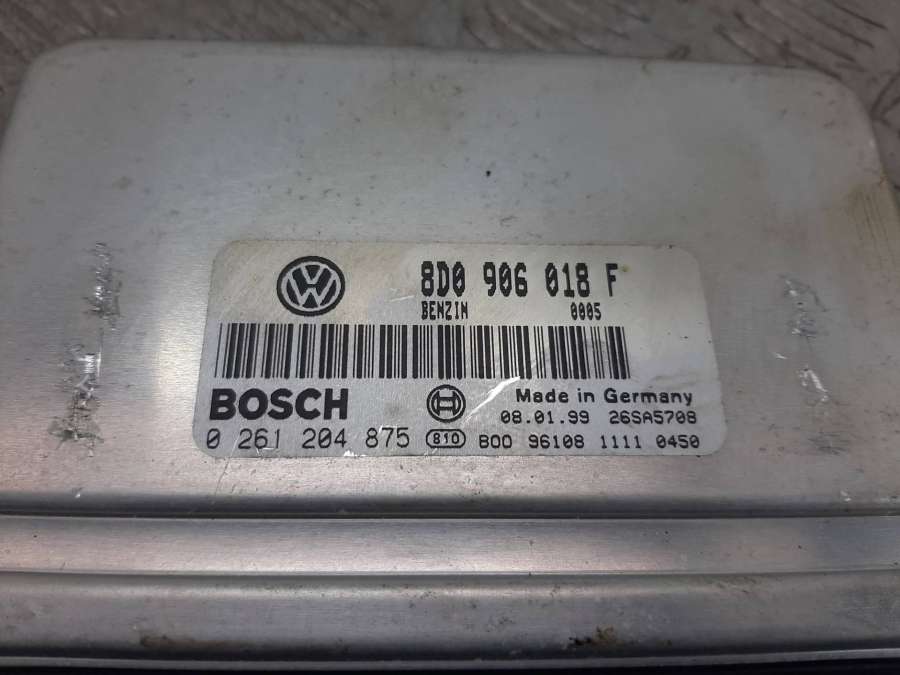 8D0 906 018 F
BENZIN 0005
BOSCH
Made in Germany
08.01.99 26SA5708
0 261 204 875 810 B00 96108 1111 0450